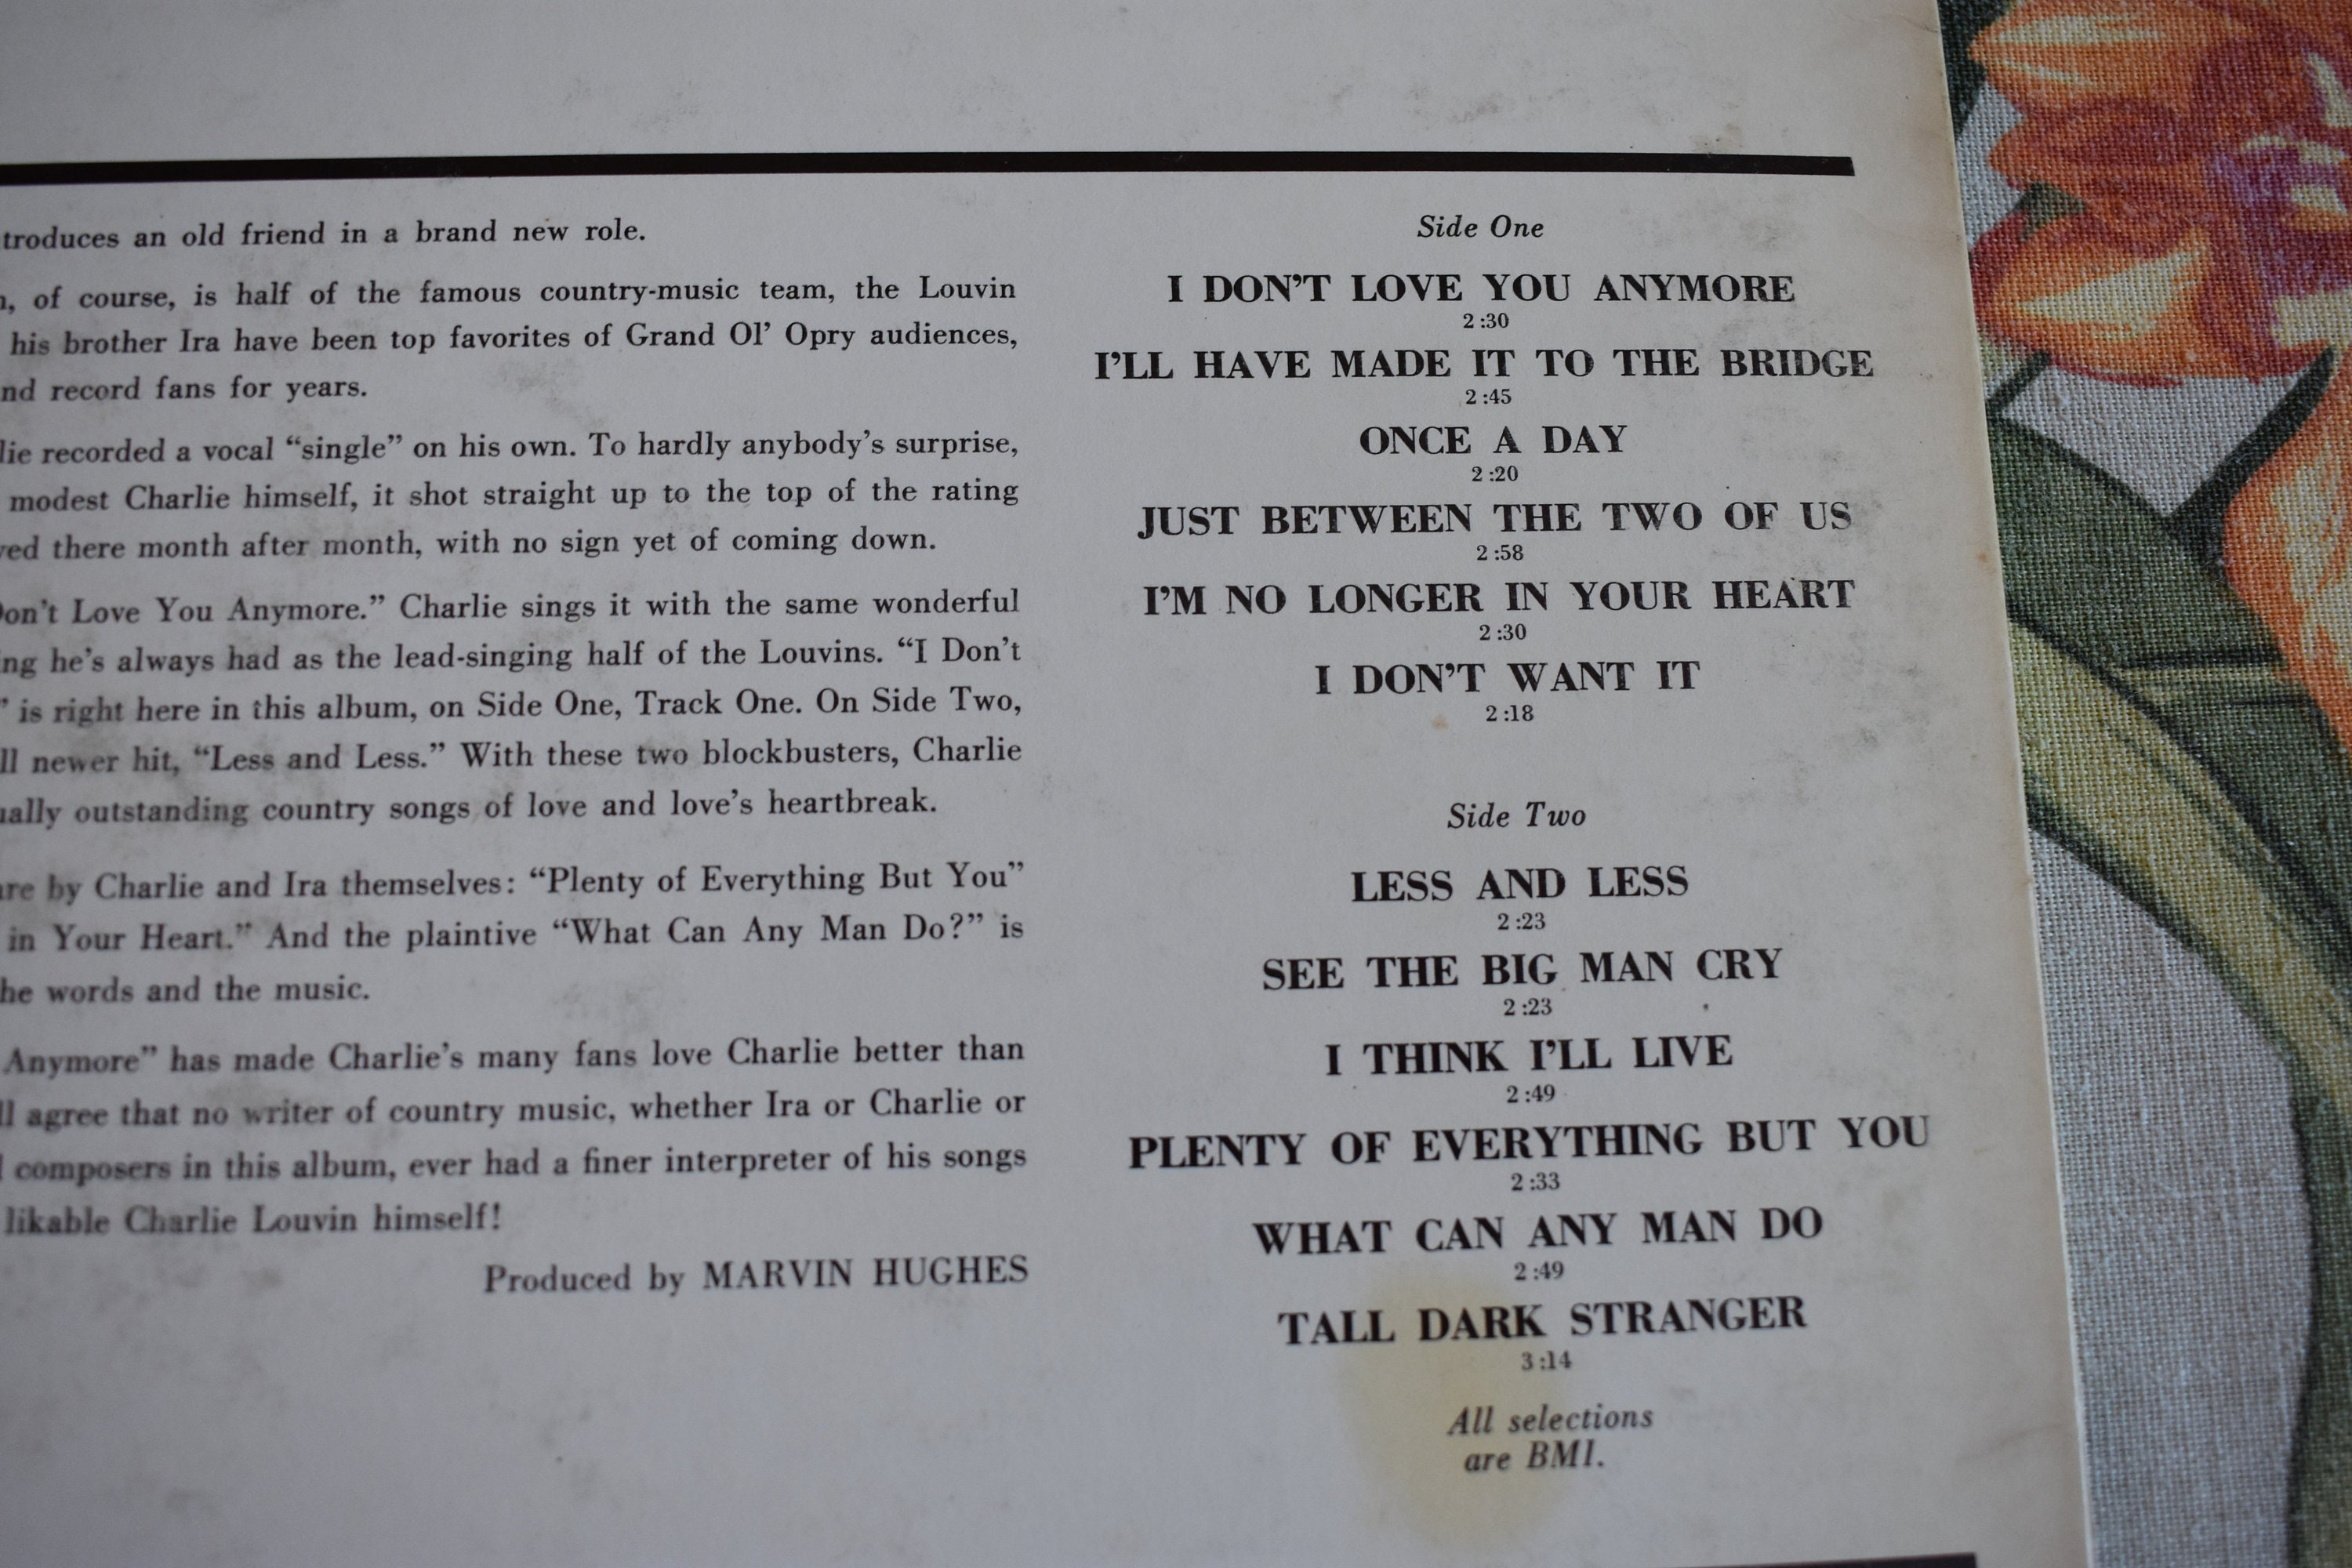 troduces an old friend in a brand new role.
of course, is half of the famous country-music team, the Louvin
his brother Ira have been top favorites of Grand Ol’ Opry audiences,
nd record fans for years.
lie recorded a vocal “single” on his own. To hardly anybody’s surprise,
modest Charlie himself, it shot straight up to the top of the rating
ved there month after month, with no sign yet of coming down.
on’t Love You Anymore.” Charlie sings it with the same wonderful
ng he’s always had as the lead-singing half of the Louvins. “I Don’t
” is right here in this album, on Side One, Track One. On Side Two,
ll newer hit, “Less and Less.” With these two blockbusters, Charlie
ually outstanding country songs of love and love’s heartbreak.
are by Charlie and Ira themselves: “Plenty of Everything But You”
in Your Heart.” And the plaintive “What Can Any Man Do?” is
he words and the music.
Anymore” has made Charlie’s many fans love Charlie better than
ll agree that no writer of country music, whether Ira or Charlie or
composers in this album, ever had a finer interpreter of his songs
likable Charlie Louvin himself!
Produced by MARVIN HUGHES
Side One
I DON’T LOVE YOU ANYMORE
2:30
I’LL HAVE MADE IT TO THE BRIDGE
2:45
ONCE A DAY
2:20
JUST BETWEEN THE TWO OF US
2:58
I’M NO LONGER IN YOUR HEART
2:30
I DON’T WANT IT
2:18
Side Two
LESS AND LESS
2:23
SEE THE BIG MAN CRY
2:23
I THINK I’LL LIVE
2:49
PLENTY OF EVERYTHING BUT YOU
2:33
WHAT CAN ANY MAN DO
2:49
TALL DARK STRANGER
3:14
All selections
are BMI.